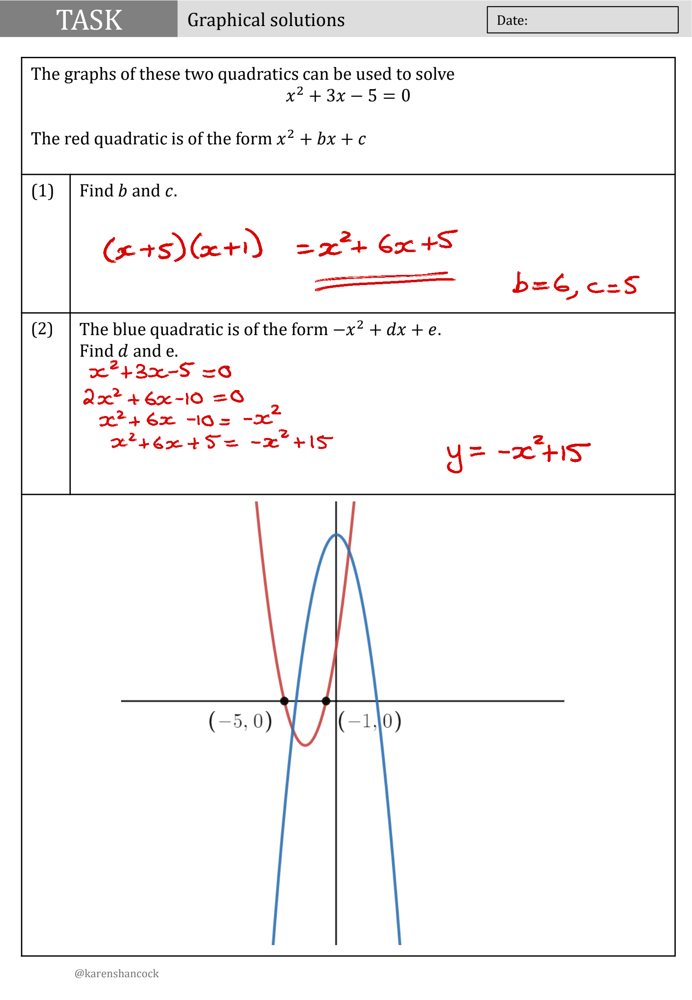 TASK
Graphical solutions
Date:
The graphs of these two quadratics can be used to solve
x² + 3x − 5 = 0
The red quadratic is of the form x² + bx + c
(1) Find b and c.
(x+5)(x+1) = x² + 6x + 5
b=6, c=5
(2) The blue quadratic is of the form −x² + dx + e.
Find d and e.
x²+3x−5=0
2x²+6x−10=0
x²+6x−10=−x²
x²+6x+5=−x²+15
y=−x²+15
(−5, 0) (−1, 0)
@karenshancock